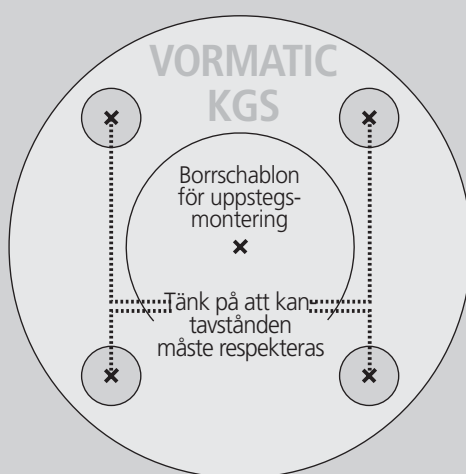 VORMATIC
KGS
Borrschablon
för uppstegs-
montering
Tänk på att kan-
tavstånden
måste respekteras